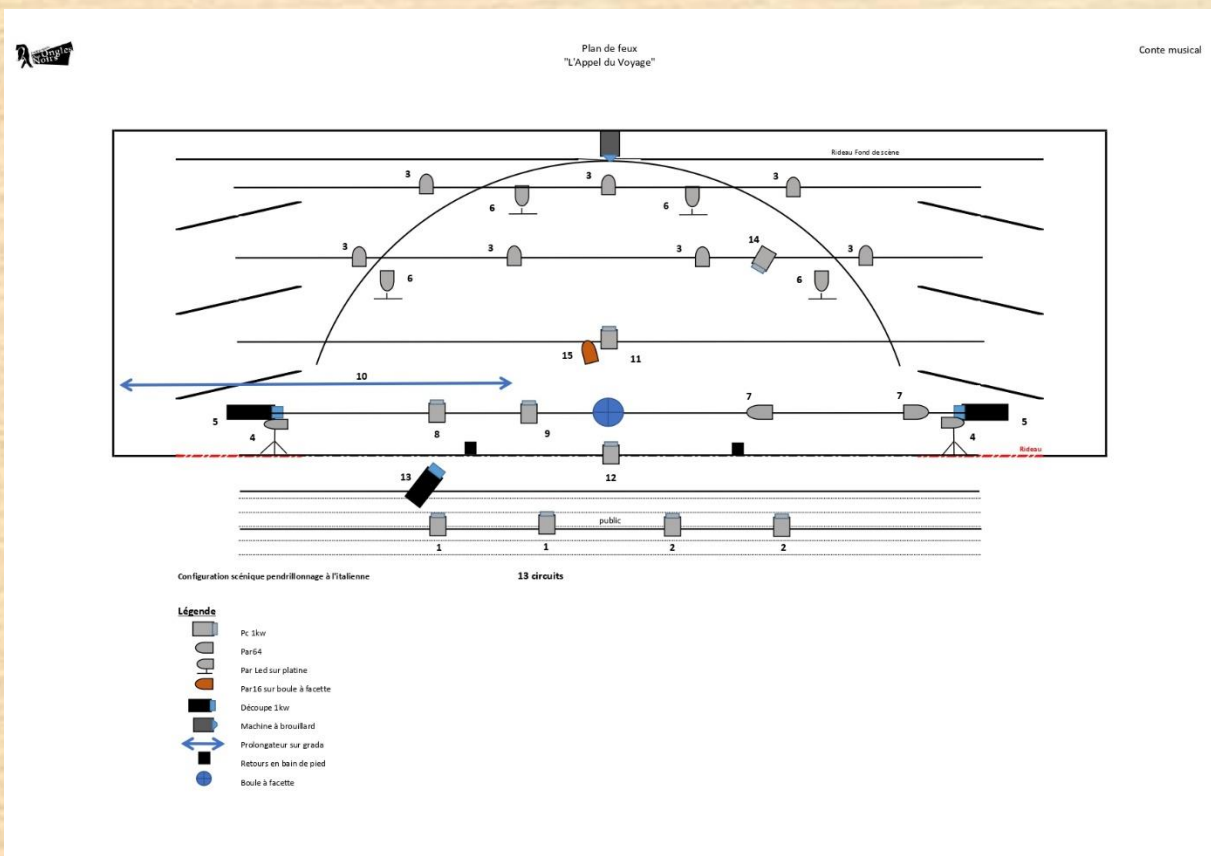 Ongles
Noirs
Plan de feux
"L'Appel du Voyage"
Conte musical
Rideau Fond de scène
3
3
3
6
6
3
3
3
14
3
6
6
15
11
10
7
7
5
4
8
9
4
5
Rideau
13
12
public
1
1
2
2
Configuration scénique pendrillonnage à l'italienne
13 circuits
Légende
Pc 1kw
Par64
Par Led sur platine
Par16 sur boule à facette
Découpe 1kw
Machine à brouillard
Prolongateur sur grada
Retours en bain de pied
Boule à facette